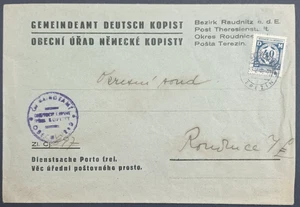 GEMEINDEAMT DEUTSCH KOPIST
OBECNÍ ÚŘAD NĚMECKÉ KOPISTY
Bezirk Raudnitz a. d. E.
Post Theresienstadt
Okres Roudnice
Pošta Terezín.
Okresní soud
Roudnice n/L
Dienstsache Porto frei.
Věc úřední poštovného prosta.